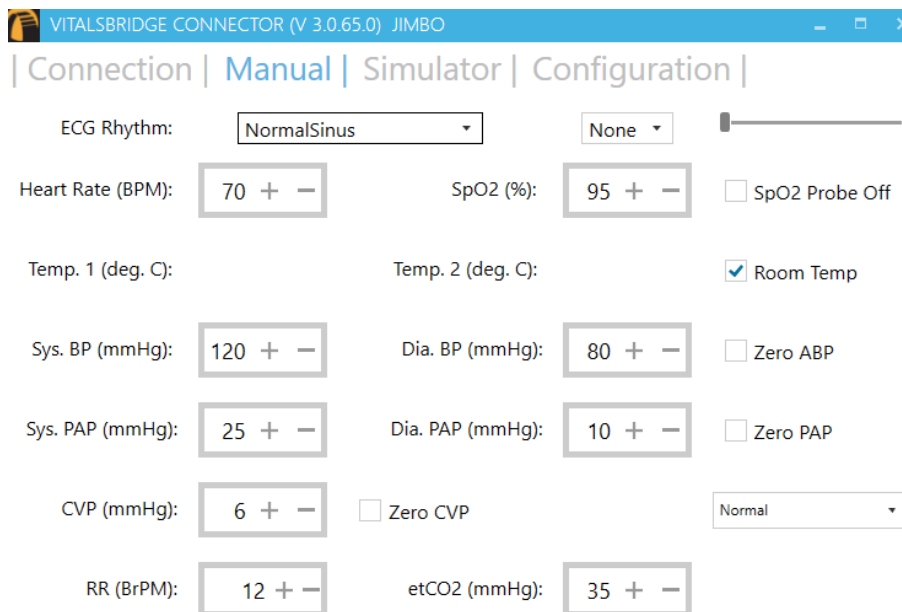 VITALSBRIDGE CONNECTOR (V 3.0.65.0) JIMBO
| Connection | Manual | Simulator | Configuration |
ECG Rhythm: NormalSinus None
Heart Rate (BPM): 70 + − SpO2 (%): 95 + − SpO2 Probe Off
Temp. 1 (deg. C): Temp. 2 (deg. C): Room Temp
Sys. BP (mmHg): 120 + − Dia. BP (mmHg): 80 + − Zero ABP
Sys. PAP (mmHg): 25 + − Dia. PAP (mmHg): 10 + − Zero PAP
CVP (mmHg): 6 + − Zero CVP Normal
RR (BrPM): 12 + − etCO2 (mmHg): 35 + −